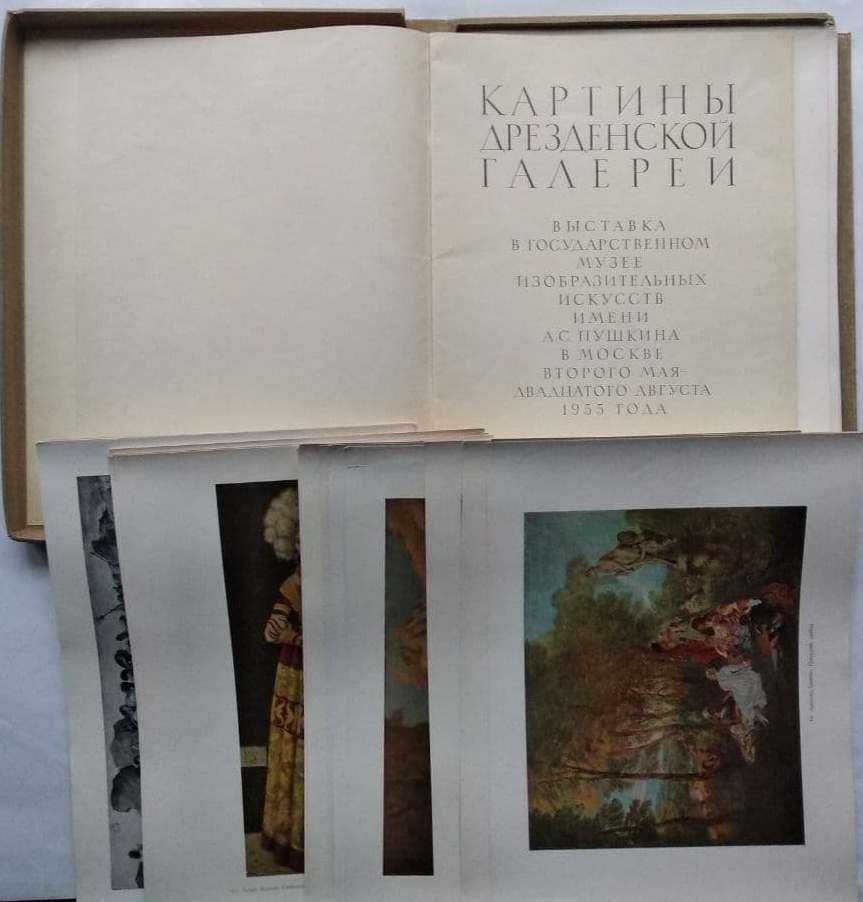 КАРТИНЫ
ДРЕЗДЕНСКОЙ
ГАЛЕРЕИ
ВЫСТАВКА
В ГОСУДАРСТВЕННОМ
МУЗЕЕ
ИЗОБРАЗИТЕЛЬНЫХ
ИСКУССТВ
ИМЕНИ
А.С. ПУШКИНА
В МОСКВЕ
ВТОРОГО МАЯ-
ДВАДЦАТОГО АВГУСТА
1955 ГОДА